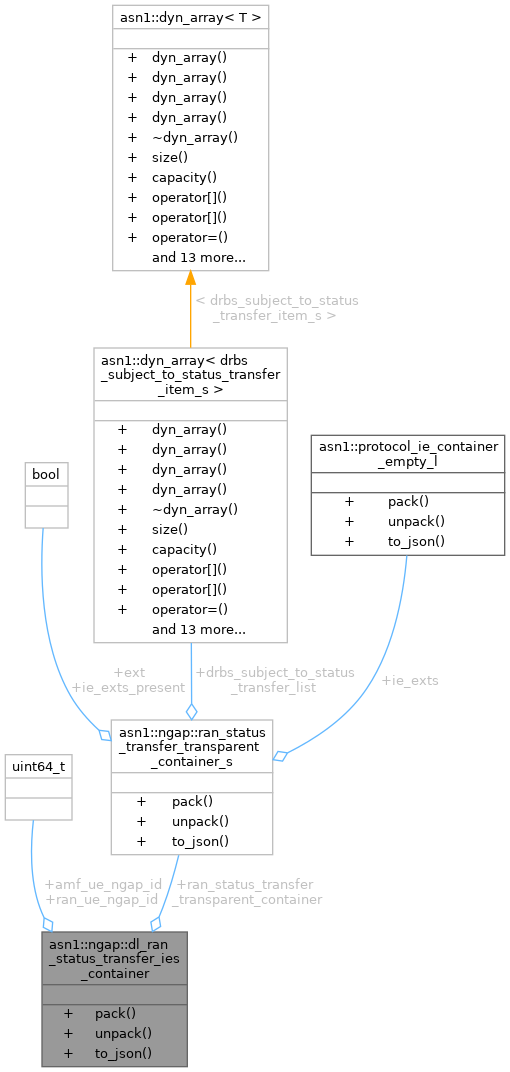 asn1::dyn_array< T >
+ dyn_array()
+ dyn_array()
+ dyn_array()
+ dyn_array()
+ ~dyn_array()
+ size()
+ capacity()
+ operator[]()
+ operator[]()
+ operator=()
and 13 more...
< drbs_subject_to_status
_transfer_item_s >
asn1::dyn_array< drbs
_subject_to_status_transfer
_item_s >
+ dyn_array()
+ dyn_array()
+ dyn_array()
+ dyn_array()
+ ~dyn_array()
+ size()
+ capacity()
+ operator[]()
+ operator[]()
+ operator=()
and 13 more...
asn1::protocol_ie_container
_empty_l
+ pack()
+ unpack()
+ to_json()
bool
+ext
+ie_exts_present
+drbs_subject_to_status
_transfer_list
+ie_exts
asn1::ngap::ran_status
_transfer_transparent
_container_s
+ pack()
+ unpack()
+ to_json()
uint64_t
+amf_ue_ngap_id
+ran_ue_ngap_id
+ran_status_transfer
_transparent_container
asn1::ngap::dl_ran
_status_transfer_ies
_container
+ pack()
+ unpack()
+ to_json()